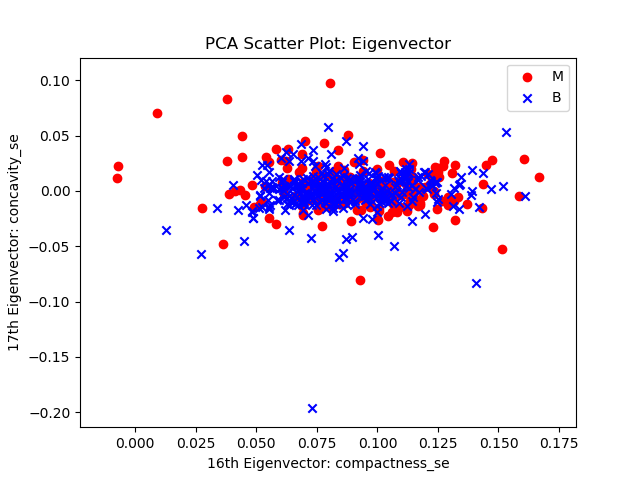 PCA Scatter Plot: Eigenvector
M
B
0.10
0.05
0.00
−0.05
−0.10
−0.15
−0.20
17th Eigenvector: concavity_se
0.000 0.025 0.050 0.075 0.100 0.125 0.150 0.175
16th Eigenvector: compactness_se